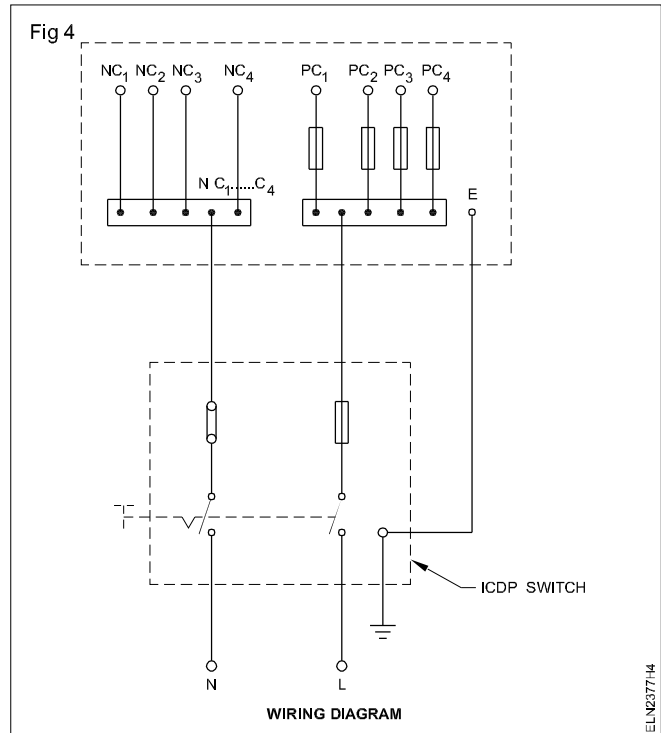 Fig 4
NC1 NC2 NC3 NC4 PC1 PC2 PC3 PC4
N C1......C4
E
ICDP SWITCH
N L
WIRING DIAGRAM
ELN2377H4